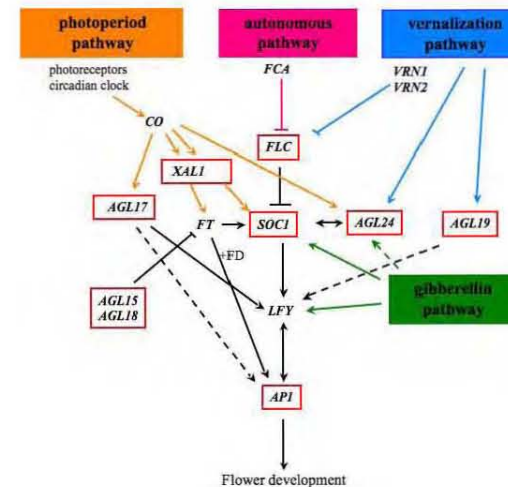 photoperiod
pathway
autonomous
pathway
vernalization
pathway
photoreceptors
circadian clock
FCA
VRN1
VRN2
CO
FLC
XAL1
AGL17
FT
SOC1
AGL24
AGL19
+FD
AGL15
AGL18
LFY
gibberellin
pathway
AP1
Flower development